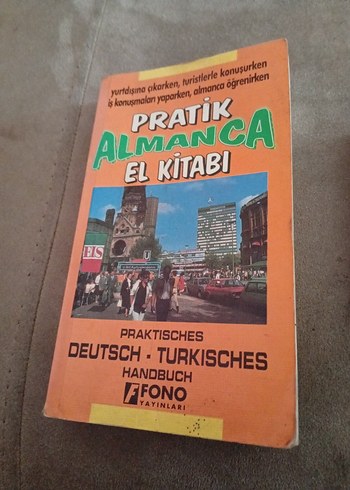 yurtdışına çıkarken, turistlerle konuşurken
iş konuşmaları yaparken, almanca öğrenirken
PRATİK
ALMANCA
EL KİTABI
PRAKTISCHES
DEUTSCH - TURKISCHES
HANDBUCH
FONO
YAYINLARI